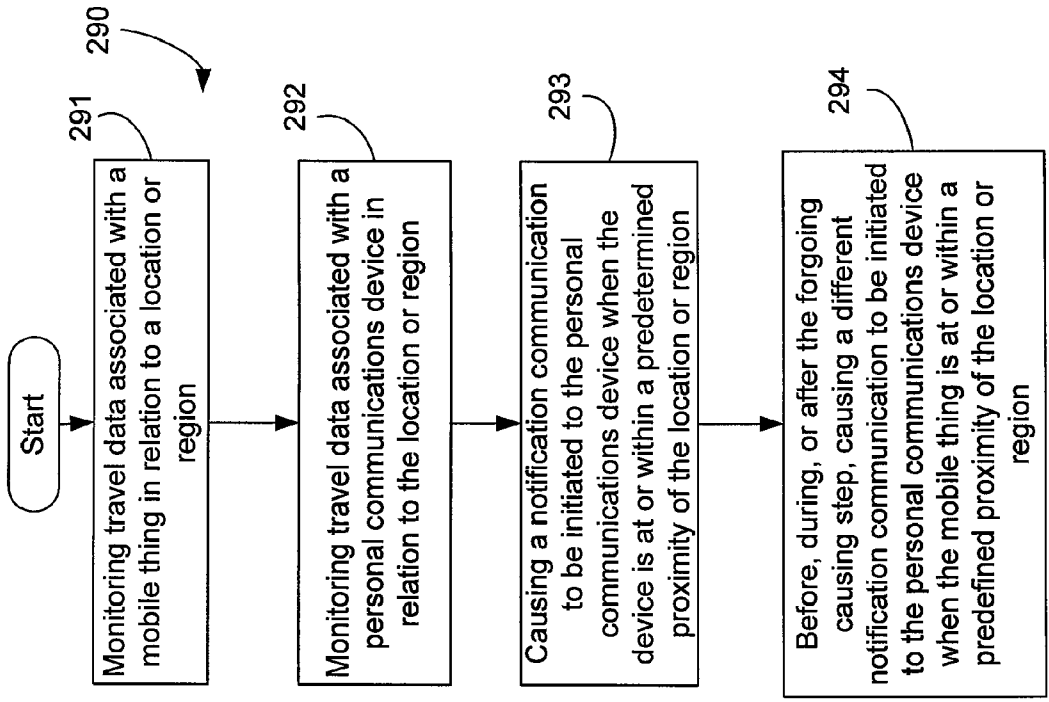 Start
290
291
Monitoring travel data associated with a
mobile thing in relation to a location or
region
292
Monitoring travel data associated with a
personal communications device in
relation to the location or region
293
Causing a notification communication
to be initiated to the personal
communications device when the
device is at or within a predetermined
proximity of the location or region
294
Before, during, or after the forgoing
causing step, causing a different
notification communication to be initiated
to the personal communications device
when the mobile thing is at or within a
predefined proximity of the location or
region